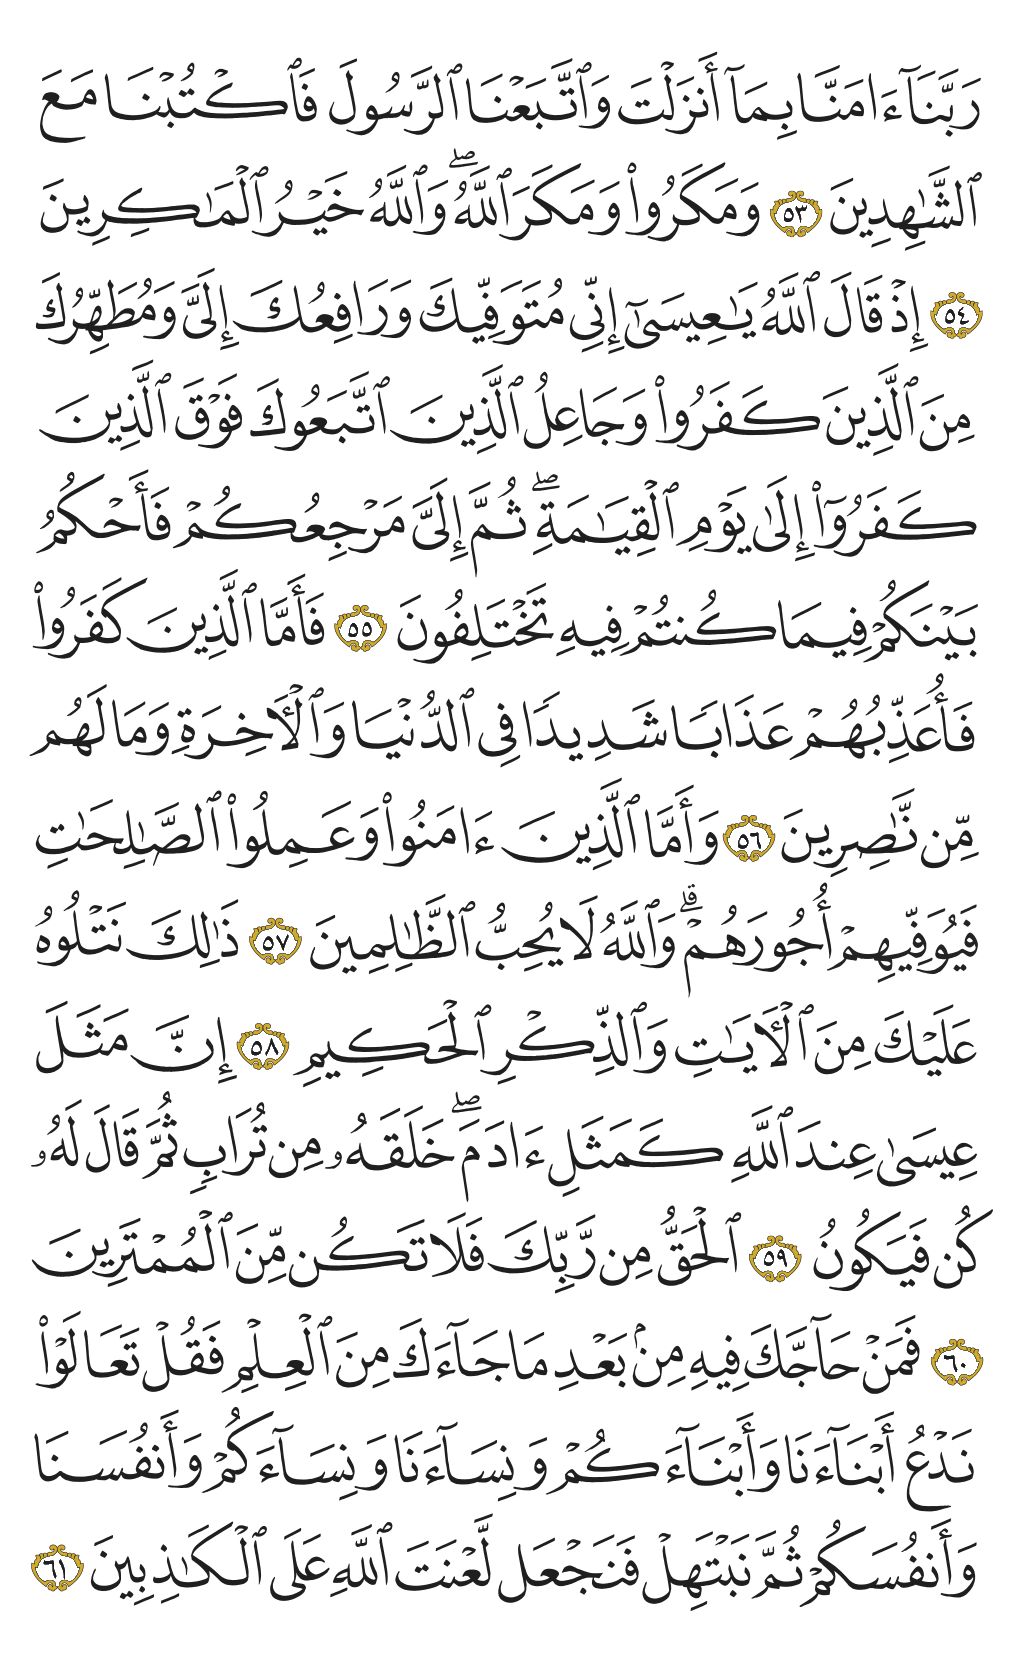 رَبَّنَآ ءَامَنَّا بِمَآ أَنزَلْتَ وَٱتَّبَعْنَا ٱلرَّسُولَ فَٱكْتُبْنَا مَعَ
ٱلشَّٰهِدِينَ ٥٣ وَمَكَرُوا۟ وَمَكَرَ ٱللَّهُ ۖ وَٱللَّهُ خَيْرُ ٱلْمَٰكِرِينَ
٥٤ إِذْ قَالَ ٱللَّهُ يَٰعِيسَىٰٓ إِنِّى مُتَوَفِّيكَ وَرَافِعُكَ إِلَىَّ وَمُطَهِّرُكَ
مِنَ ٱلَّذِينَ كَفَرُوا۟ وَجَاعِلُ ٱلَّذِينَ ٱتَّبَعُوكَ فَوْقَ ٱلَّذِينَ
كَفَرُوٓا۟ إِلَىٰ يَوْمِ ٱلْقِيَٰمَةِ ۖ ثُمَّ إِلَىَّ مَرْجِعُكُمْ فَأَحْكُمُ
بَيْنَكُمْ فِيمَا كُنتُمْ فِيهِ تَخْتَلِفُونَ ٥٥ فَأَمَّا ٱلَّذِينَ كَفَرُوا۟
فَأُعَذِّبُهُمْ عَذَابًا شَدِيدًا فِى ٱلدُّنْيَا وَٱلْـَٔاخِرَةِ وَمَا لَهُم
مِّن نَّٰصِرِينَ ٥٦ وَأَمَّا ٱلَّذِينَ ءَامَنُوا۟ وَعَمِلُوا۟ ٱلصَّٰلِحَٰتِ
فَيُوَفِّيهِمْ أُجُورَهُمْ ۗ وَٱللَّهُ لَا يُحِبُّ ٱلظَّٰلِمِينَ ٥٧ ذَٰلِكَ نَتْلُوهُ
عَلَيْكَ مِنَ ٱلْـَٔايَٰتِ وَٱلذِّكْرِ ٱلْحَكِيمِ ٥٨ إِنَّ مَثَلَ
عِيسَىٰ عِندَ ٱللَّهِ كَمَثَلِ ءَادَمَ ۖ خَلَقَهُۥ مِن تُرَابٍ ثُمَّ قَالَ لَهُۥ
كُن فَيَكُونُ ٥٩ ٱلْحَقُّ مِن رَّبِّكَ فَلَا تَكُن مِّنَ ٱلْمُمْتَرِينَ
٦٠ فَمَنْ حَآجَّكَ فِيهِ مِنۢ بَعْدِ مَا جَآءَكَ مِنَ ٱلْعِلْمِ فَقُلْ تَعَالَوْا۟
نَدْعُ أَبْنَآءَنَا وَأَبْنَآءَكُمْ وَنِسَآءَنَا وَنِسَآءَكُمْ وَأَنفُسَنَا
وَأَنفُسَكُمْ ثُمَّ نَبْتَهِلْ فَنَجْعَل لَّعْنَتَ ٱللَّهِ عَلَى ٱلْكَٰذِبِينَ ٦١